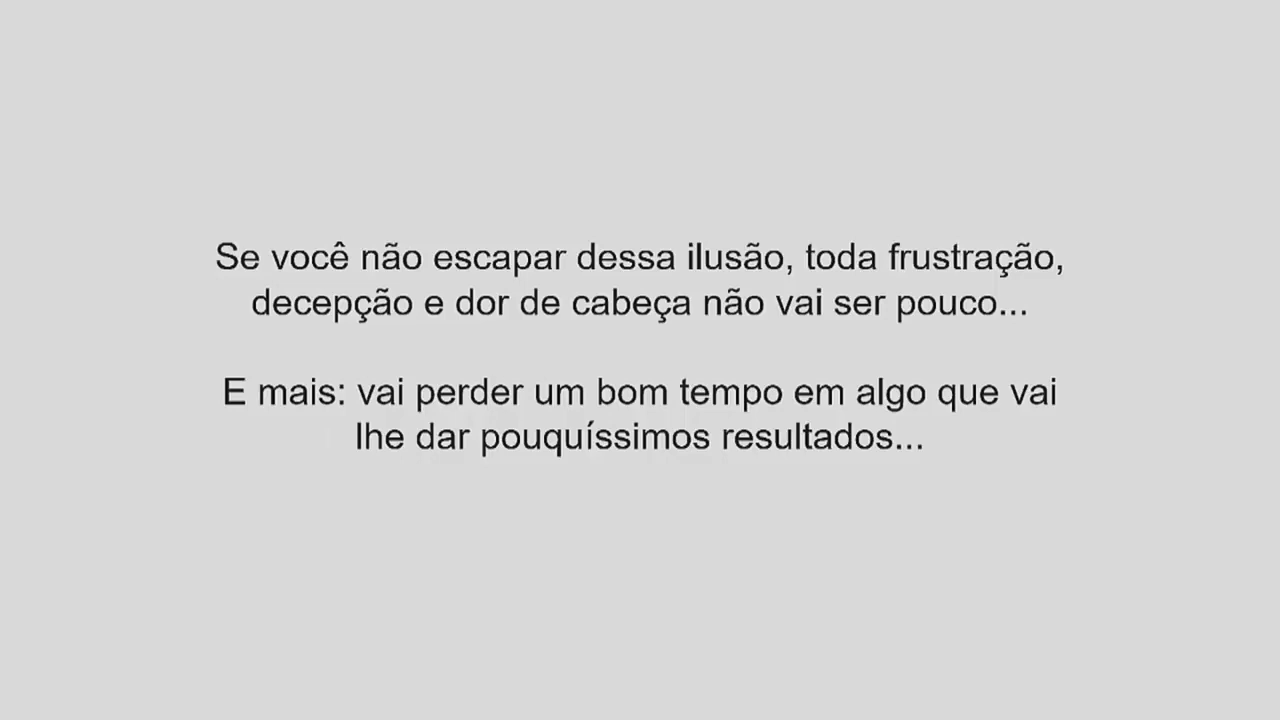 Se você não escapar dessa ilusão, toda frustração,
decepção e dor de cabeça não vai ser pouco...
E mais: vai perder um bom tempo em algo que vai
lhe dar pouquíssimos resultados...